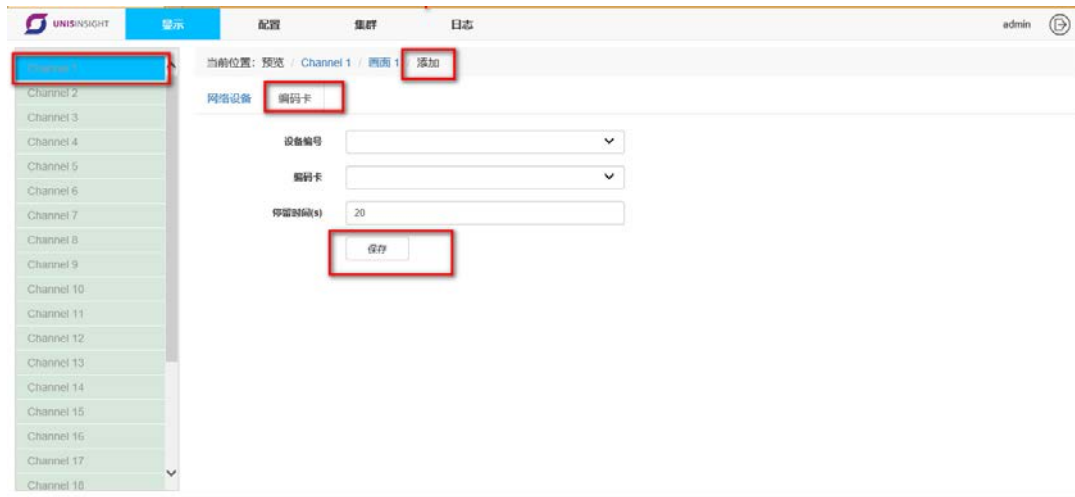 UNISINSIGHT 显示 配置 集群 日志 admin
Channel 1
当前位置: 预览 / Channel 1 / 画面 1 / 添加
网络设备 编码卡
设备编号
编码卡
停留时间(s) 20
保存
Channel 2
Channel 3
Channel 4
Channel 5
Channel 6
Channel 7
Channel 8
Channel 9
Channel 10
Channel 11
Channel 12
Channel 13
Channel 14
Channel 15
Channel 16
Channel 17
Channel 18